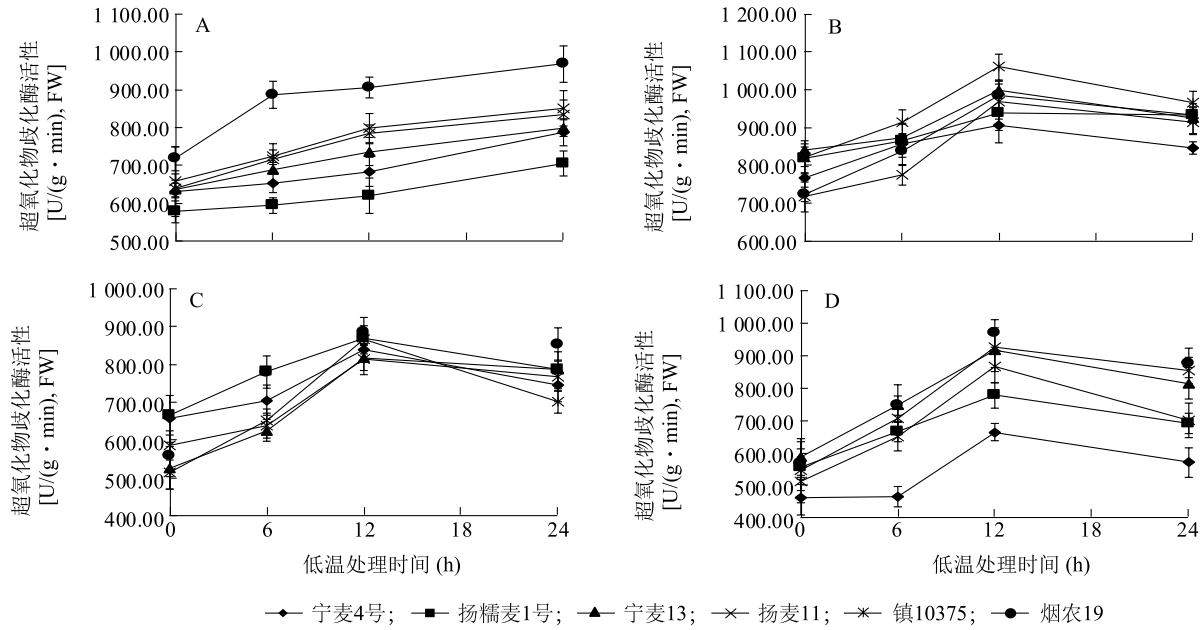 A
超氧化物歧化酶活性
[U/(g·min), FW]
1 100.00
1 000.00
900.00
800.00
700.00
600.00
500.00
B
超氧化物歧化酶活性
[U/(g·min), FW]
1 200.00
1 100.00
1 000.00
900.00
800.00
700.00
600.00
C
超氧化物歧化酶活性
[U/(g·min), FW]
1 000.00
900.00
800.00
700.00
600.00
500.00
400.00
0 6 12 18 24
低温处理时间 (h)
D
超氧化物歧化酶活性
[U/(g·min), FW]
1 100.00
1 000.00
900.00
800.00
700.00
600.00
500.00
400.00
0 6 12 18 24
低温处理时间 (h)
宁麦4号; 扬糯麦1号; 宁麦13; 扬麦11; 镇10375; 烟农19